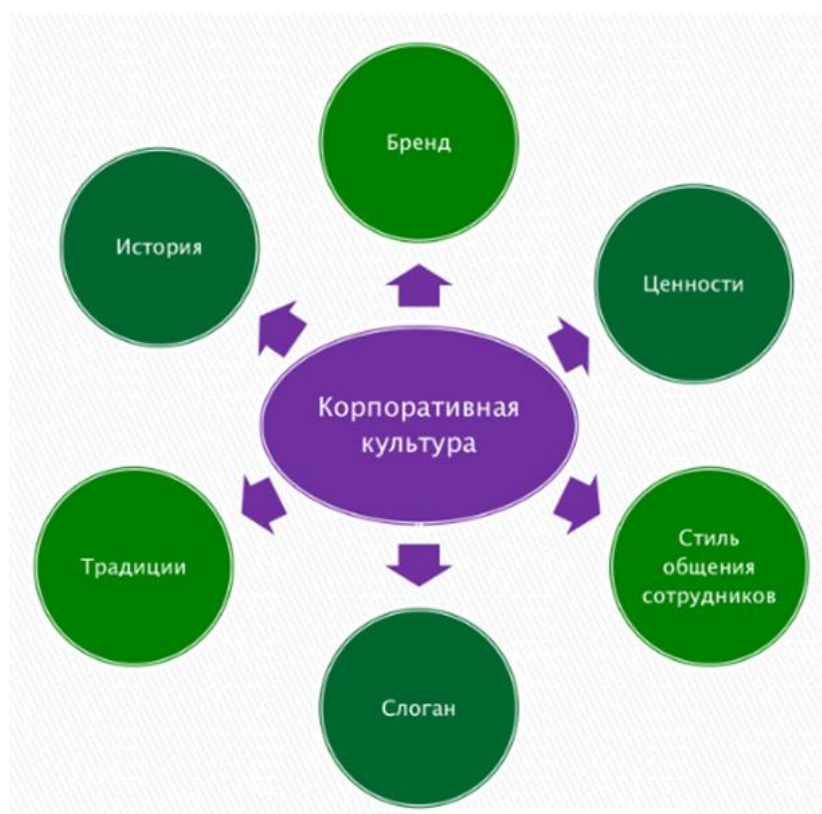 Бренд
История
Ценности
Корпоративная
культура
Традиции
Стиль
общения
сотрудников
Слоган